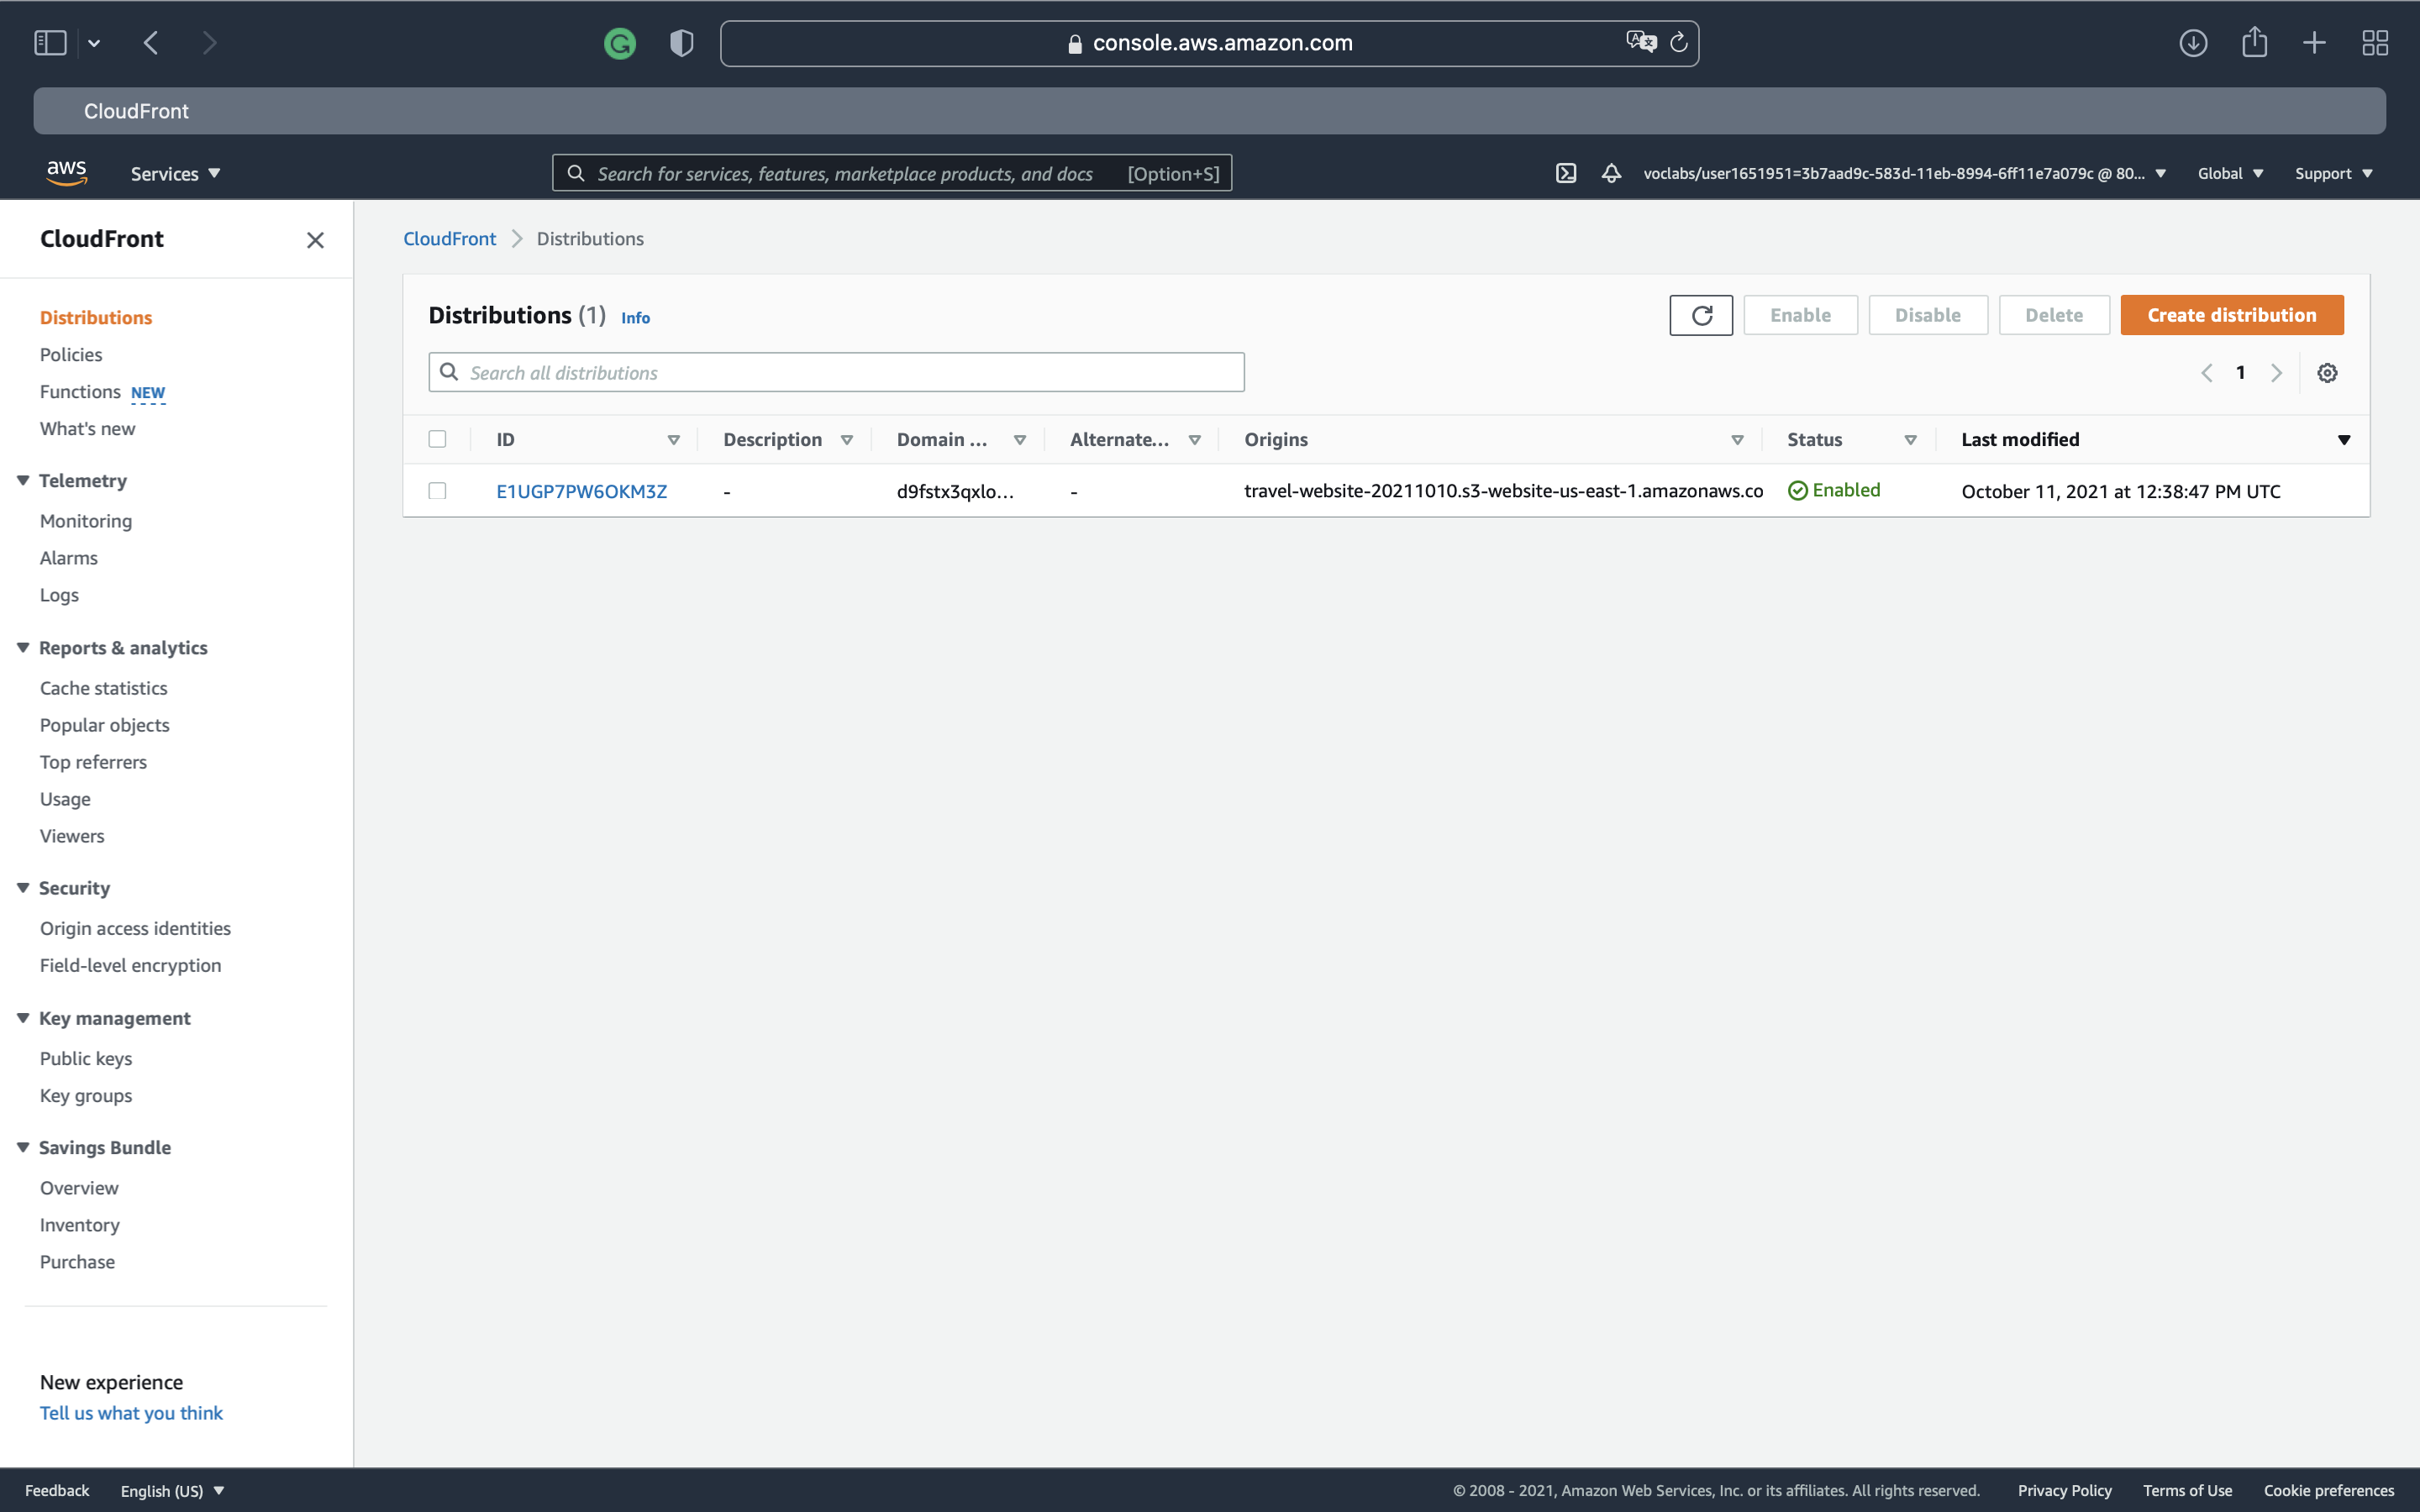 console.aws.amazon.com
CloudFront
aws
Services
Search for services, features, marketplace products, and docs [Option+S]
voclabs/user1651951=3b7aad9c-583d-11eb-8994-6ff11e7a079c @ 80...
Global
Support
CloudFront
Distributions
Policies
Functions NEW
What's new
Telemetry
Monitoring
Alarms
Logs
Reports & analytics
Cache statistics
Popular objects
Top referrers
Usage
Viewers
Security
Origin access identities
Field-level encryption
Key management
Public keys
Key groups
Savings Bundle
Overview
Inventory
Purchase
New experience
Tell us what you think
CloudFront > Distributions
Distributions (1) Info
Enable
Disable
Delete
Create distribution
Search all distributions
1
ID Description Domain ... Alternate... Origins Status Last modified
E1UGP7PW6OKM3Z - d9fstx3qxlo... - travel-website-20211010.s3-website-us-east-1.amazonaws.co Enabled October 11, 2021 at 12:38:47 PM UTC
Feedback English (US) © 2008 - 2021, Amazon Web Services, Inc. or its affiliates. All rights reserved. Privacy Policy Terms of Use Cookie preferences